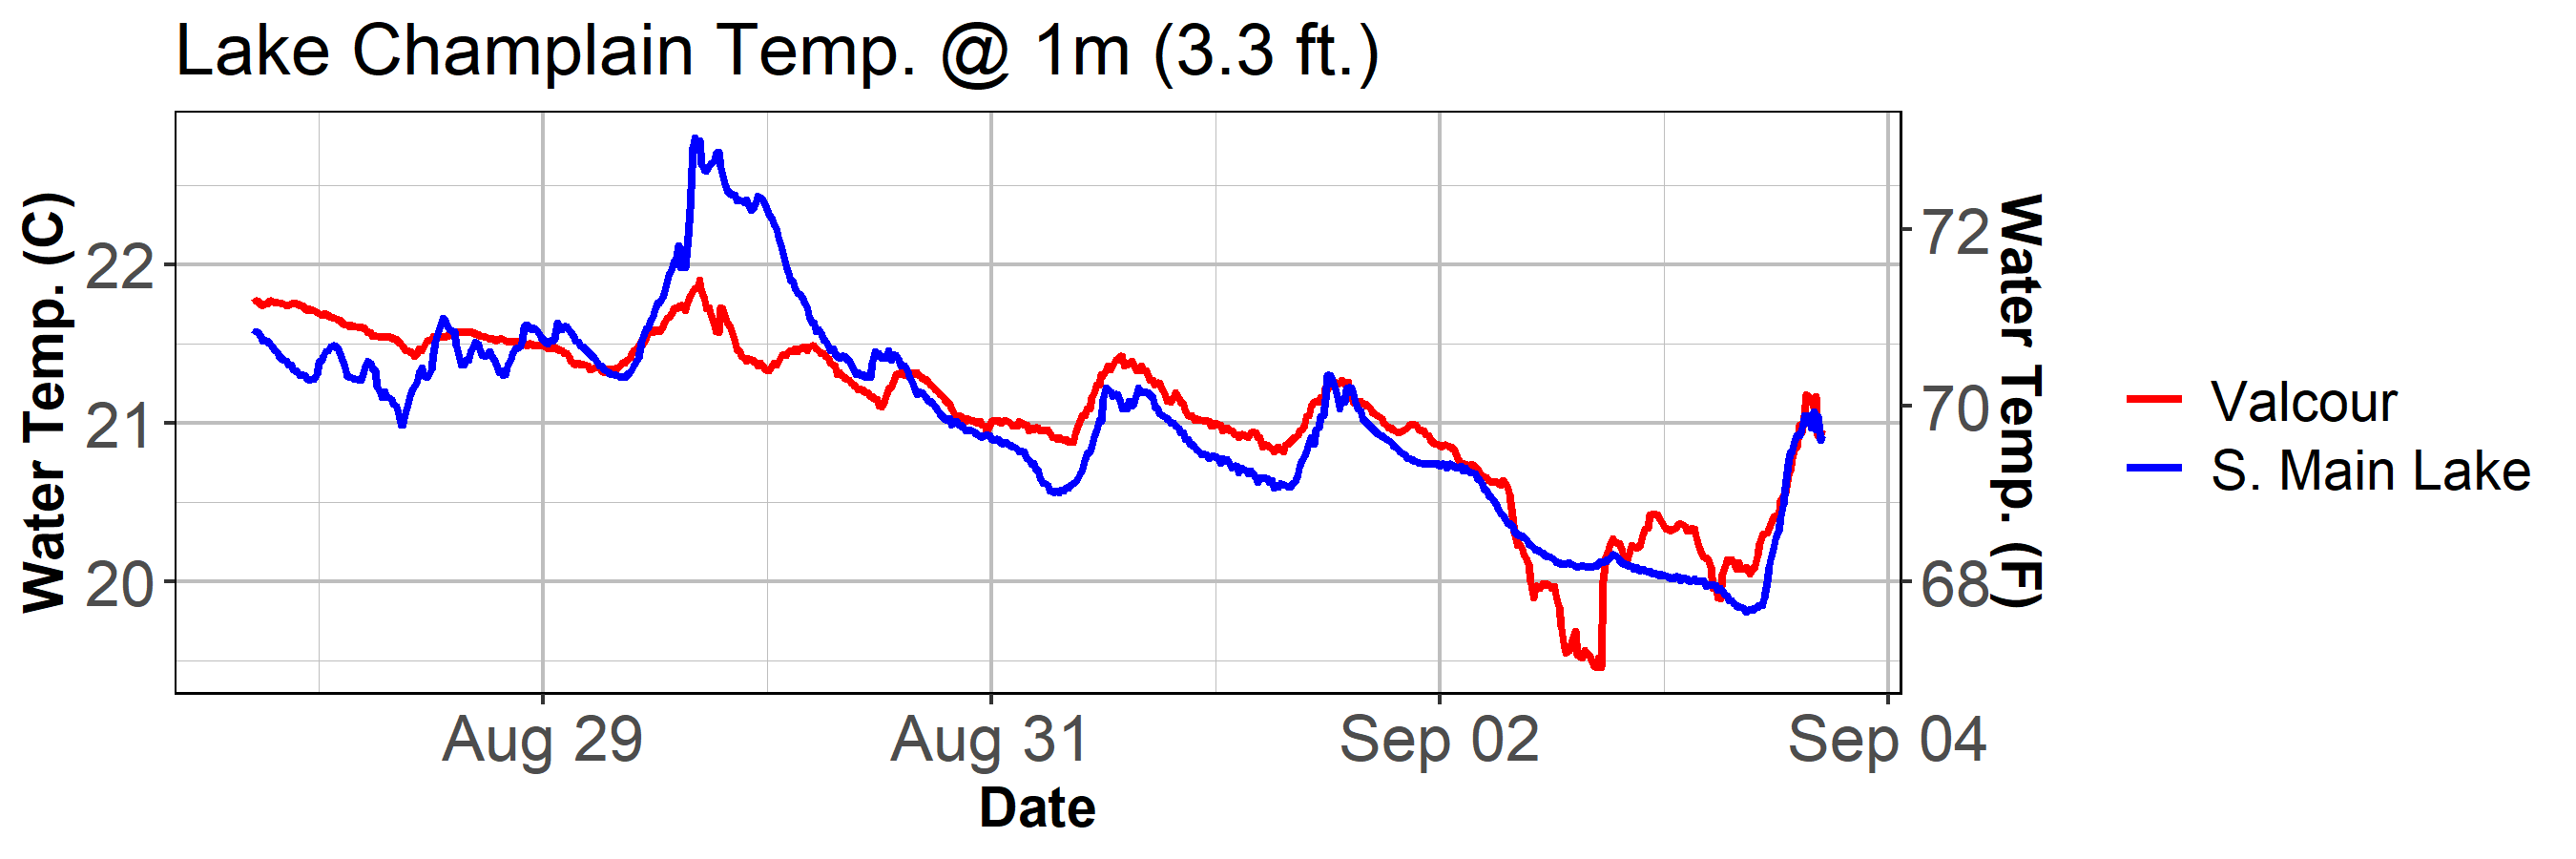 Lake Champlain Temp. @ 1m (3.3 ft.)
Water Temp. (C)
22
21
20
72
70
68
Water Temp. (F)
Aug 29
Aug 31
Sep 02
Sep 04
Date
Valcour
S. Main Lake